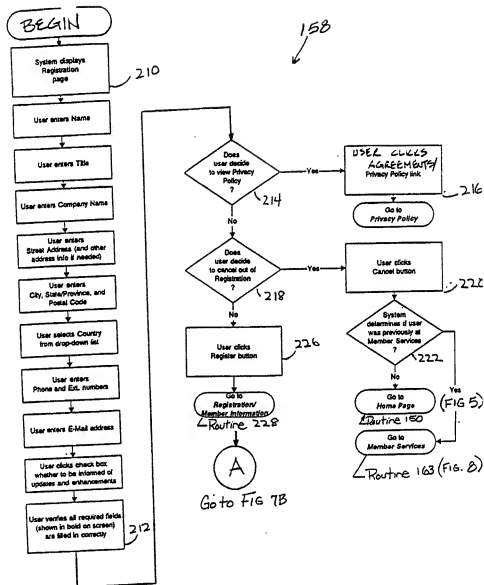 BEGIN
158
System displays
Registration
page
210
User enters Name
User enters Title
User enters Company Name
User enters
Street Address (and other
address info if needed)
User enters
City, State/Province, and
Postal Code
User selects Country
from drop-down list
User enters
Phone and Ext. numbers
User enters E-Mail address
User clicks check box
whether to be informed of
updates and enhancements
User verifies all required fields
(shown in bold on screen)
are filled in correctly
212
Does
user decide
to view Privacy
Policy
?
214
Yes
USER CLICKS
AGREEMENTS/
Privacy Policy link
216
Go to
Privacy Policy
No
Does
user decide
to cancel out of
Registration
?
218
Yes
User clicks
Cancel button
System
determines if user
was previously at
Member Services
?
222
No
Yes
Go to
Home Page
(FIG 5)
Routine 150
Go to
Member Services
Routine 163 (FIG. 8)
No
User clicks
Register button
226
Go to
Registration/
Member Information
Routine 228
A
Go to FIG 7B